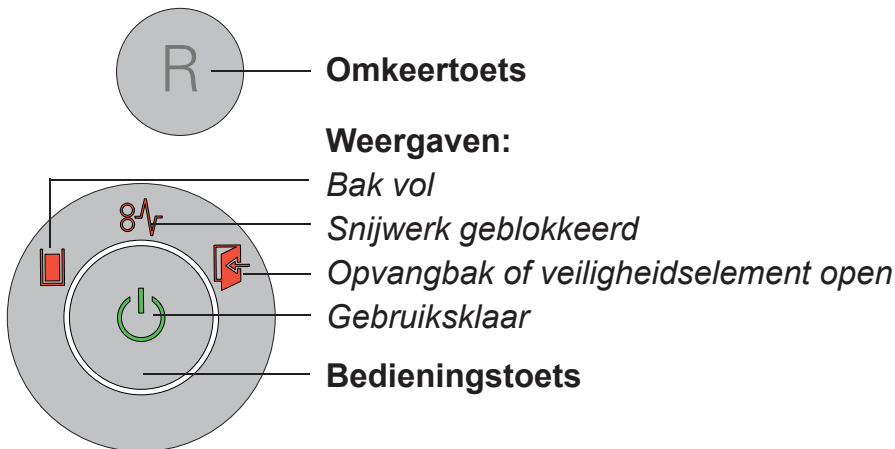 R
Omkeertoets
Weergaven:
Bak vol
Snijwerk geblokkeerd
Opvangbak of veiligheidselement open
Gebruiksklaar
Bedieningstoets